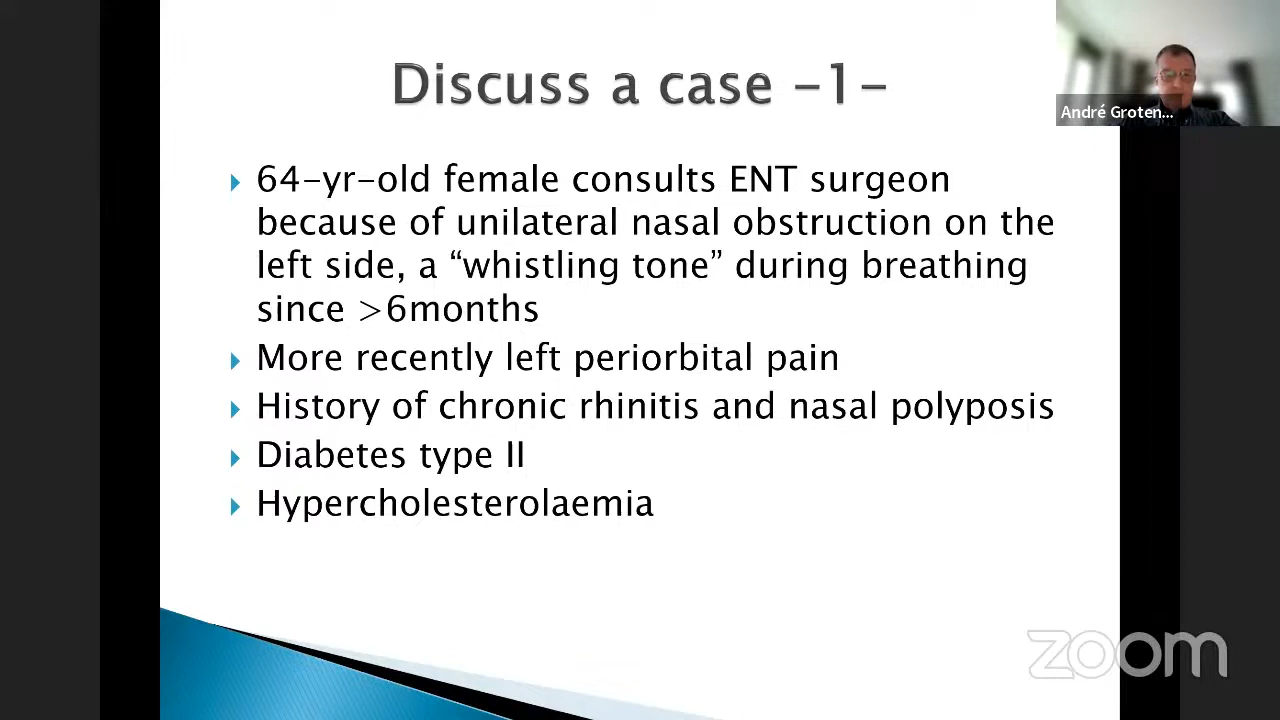 Discuss a case -1-
André Groten...
64-yr-old female consults ENT surgeon
because of unilateral nasal obstruction on the
left side, a “whistling tone” during breathing
since >6months
More recently left periorbital pain
History of chronic rhinitis and nasal polyposis
Diabetes type II
Hypercholesterolaemia
zoom